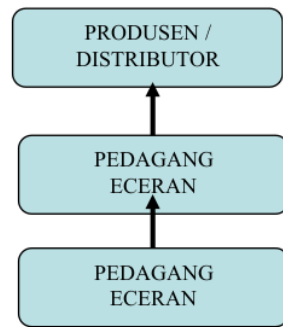 PRODUSEN /
DISTRIBUTOR
PEDAGANG
ECERAN
PEDAGANG
ECERAN